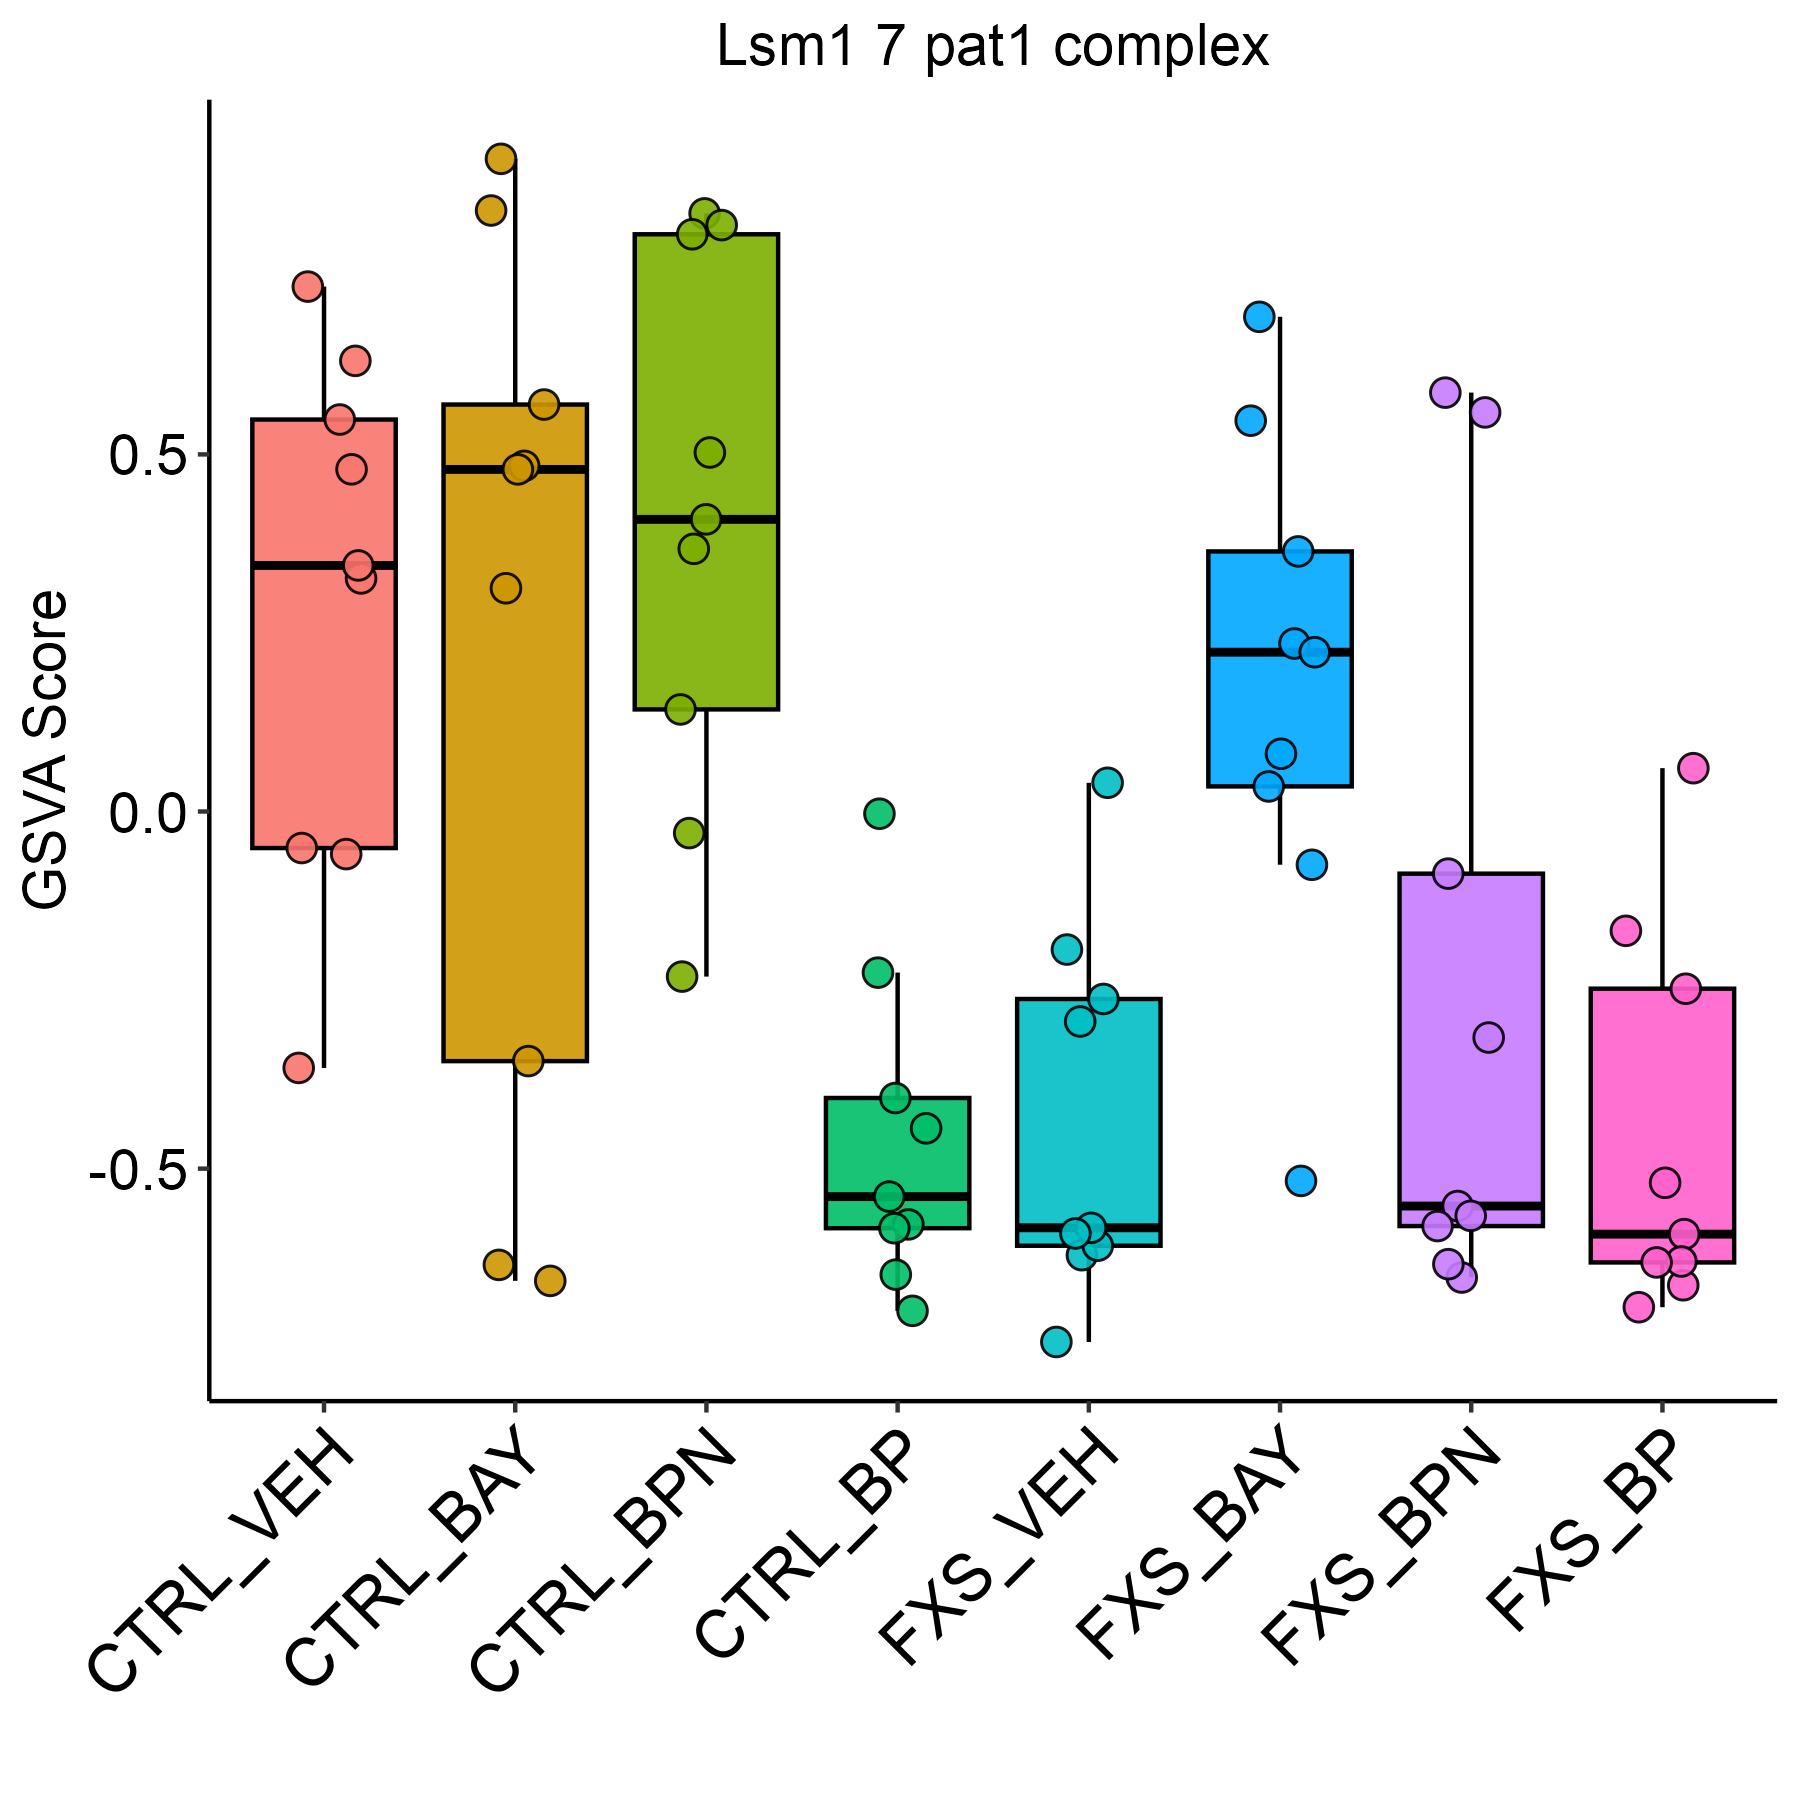 Lsm1 7 pat1 complex
GSVA Score
0.5
0.0
-0.5
CTRL_VEH
CTRL_BAY
CTRL_BPN
CTRL_BP
FXS_VEH
FXS_BAY
FXS_BPN
FXS_BP